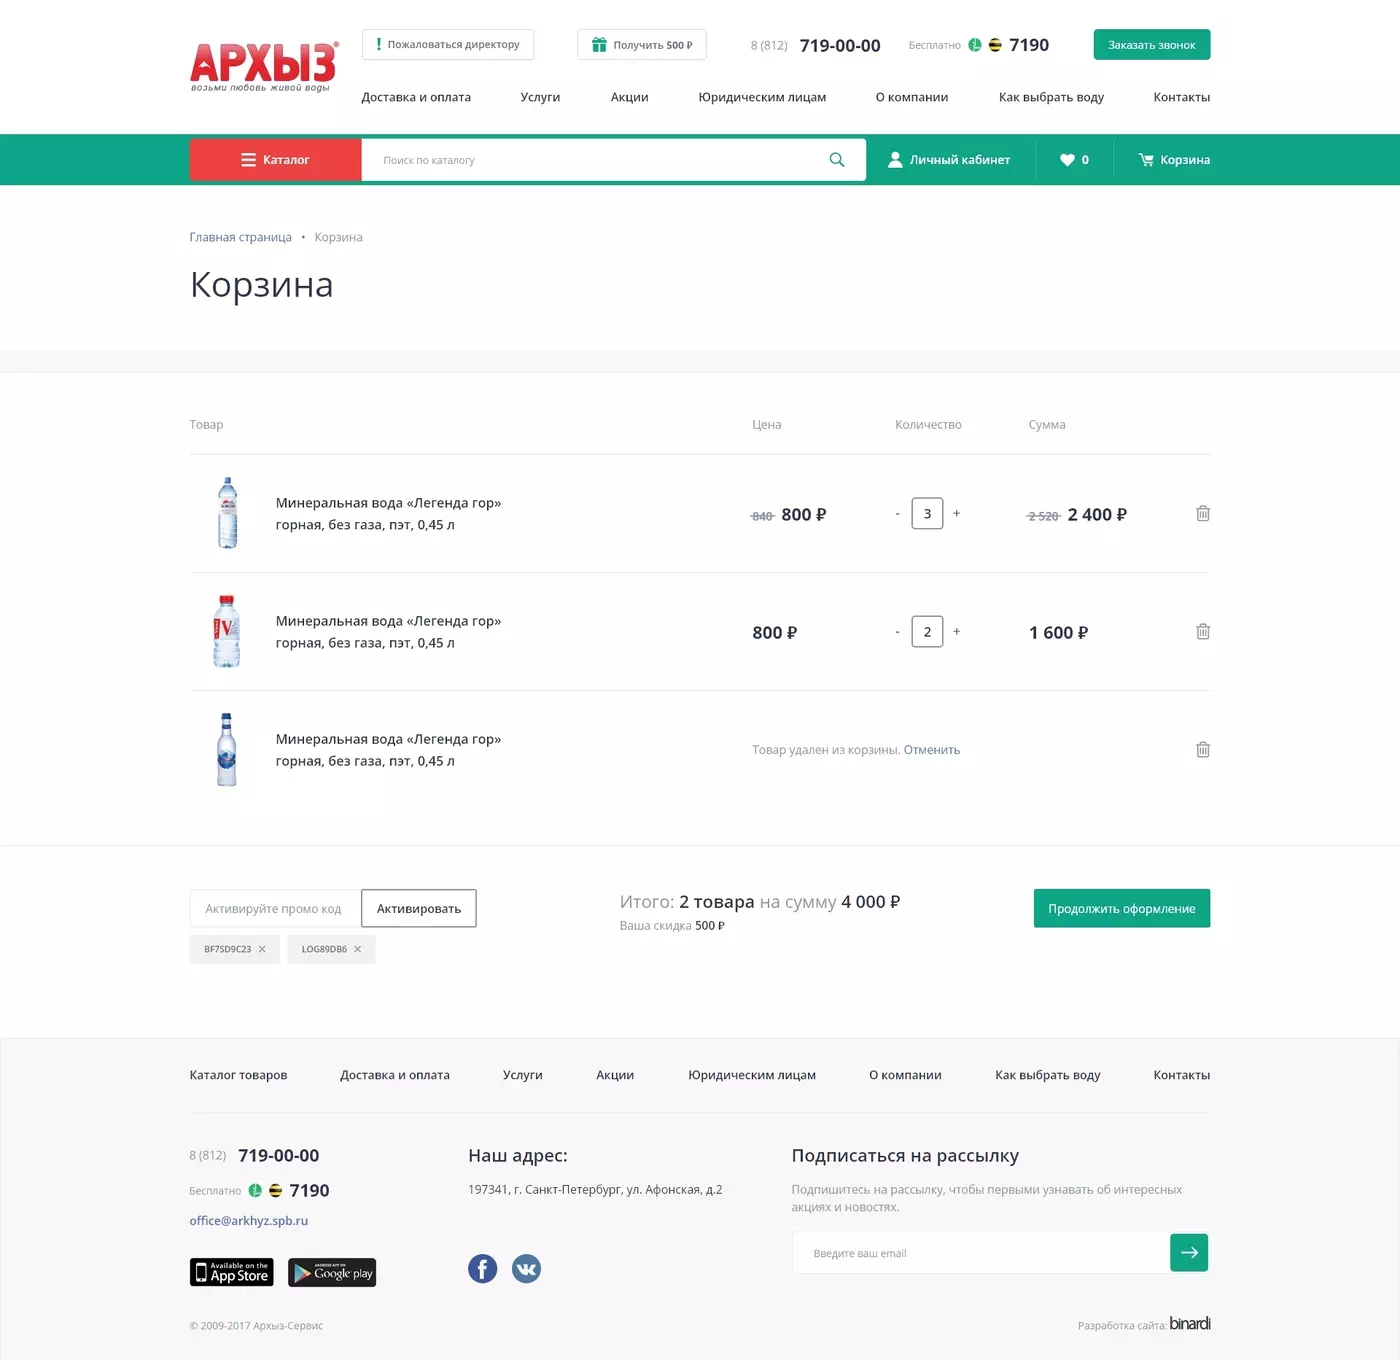 АРХЫЗ®
возьми любовь живой воды
! Пожаловаться директору
Получить 500 ₽
8 (812) 719-00-00
Бесплатно 7190
Заказать звонок
Доставка и оплата
Услуги
Акции
Юридическим лицам
О компании
Как выбрать воду
Контакты
Каталог
Поиск по каталогу
Личный кабинет
0
Корзина
Главная страница • Корзина
Корзина
Товар
Цена
Количество
Сумма
Минеральная вода «Легенда гор»
горная, без газа, пэт, 0,45 л
840 800 ₽
- 3 +
2 520 2 400 ₽
Минеральная вода «Легенда гор»
горная, без газа, пэт, 0,45 л
800 ₽
- 2 +
1 600 ₽
Минеральная вода «Легенда гор»
горная, без газа, пэт, 0,45 л
Товар удален из корзины. Отменить
Активируйте промо код
Активировать
BF7SD9C23 ×
LOG89DB6 ×
Итого: 2 товара на сумму 4 000 ₽
Ваша скидка 500 ₽
Продолжить оформление
Каталог товаров
Доставка и оплата
Услуги
Акции
Юридическим лицам
О компании
Как выбрать воду
Контакты
8 (812) 719-00-00
Бесплатно 7190
office@arkhyz.spb.ru
Available on the
App Store
ANDROID APP ON
Google play
Наш адрес:
197341, г. Санкт-Петербург, ул. Афонская, д.2
Подписаться на рассылку
Подпишитесь на рассылку, чтобы первыми узнавать об интересных
акциях и новостях.
Введите ваш email
© 2009-2017 Архыз-Сервис
Разработка сайта: binardi